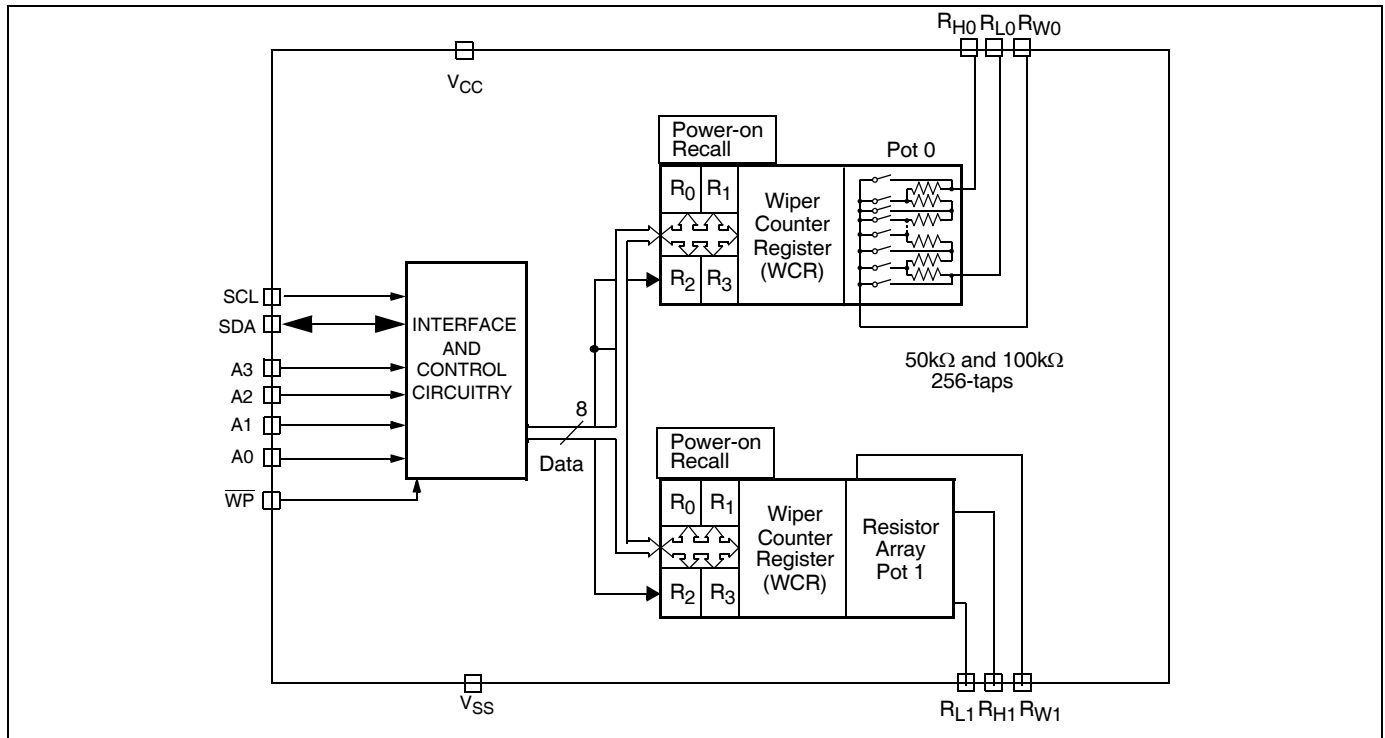 RH0 RL0 RW0
VCC
Power-on
Recall
Pot 0
R0 R1
Wiper
Counter
Register
(WCR)
R2 R3
SCL
SDA
A3
A2
A1
A0
WP
INTERFACE
AND
CONTROL
CIRCUITRY
50kΩ and 100kΩ
256-taps
8
Data
Power-on
Recall
R0 R1
Wiper
Counter
Register
(WCR)
R2 R3
Resistor
Array
Pot 1
VSS
RL1 RH1 RW1